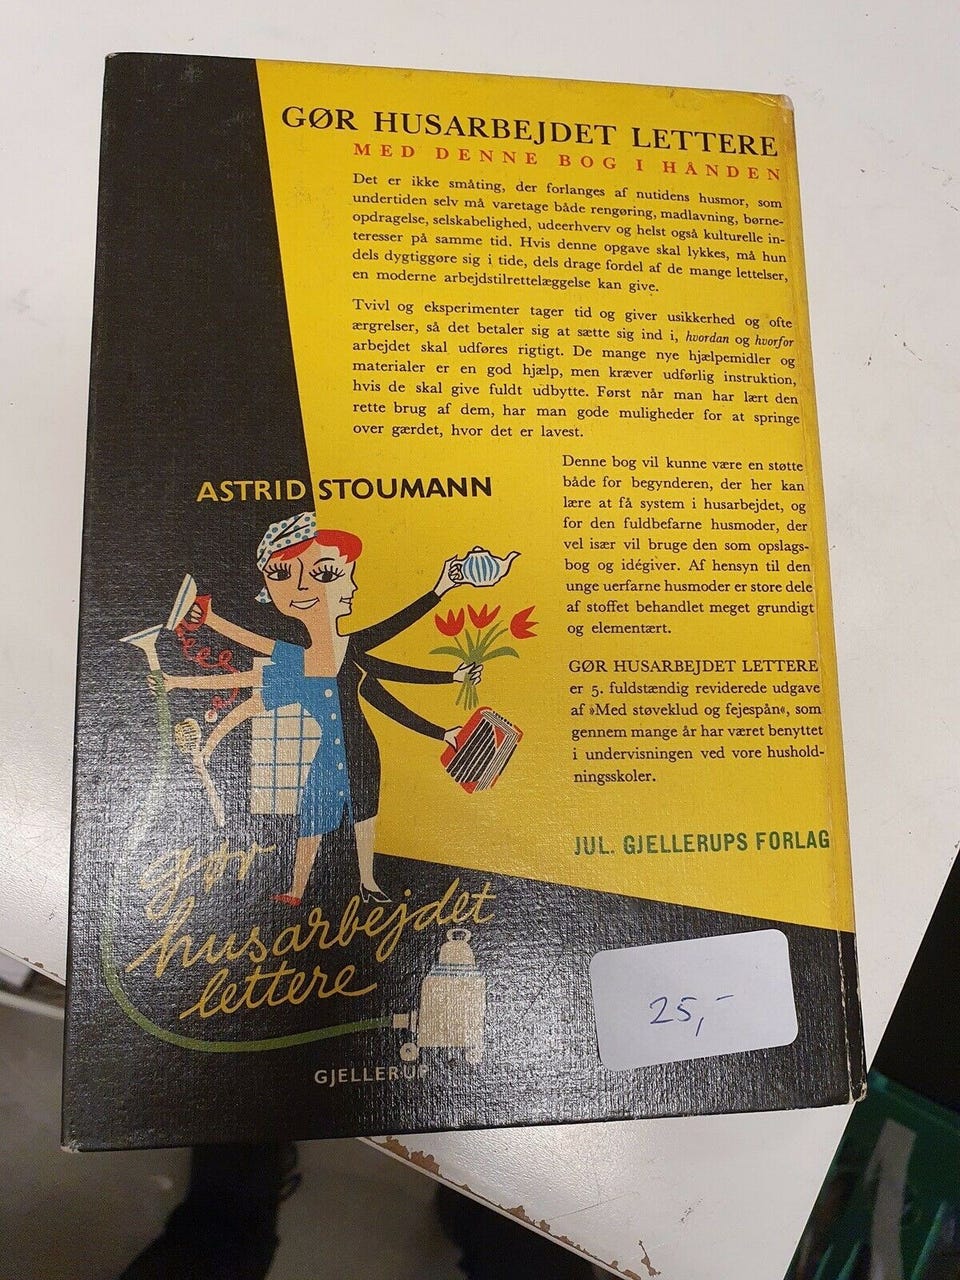 GØR HUSARBEJDET LETTERE
MED DENNE BOG I HÅNDEN
Det er ikke småting, der forlanges af nutidens husmor, som
undertiden selv må varetage både rengøring, madlavning, børne-
opdragelse, selskabelighed, udeerhverv og helst også kulturelle in-
teresser på samme tid. Hvis denne opgave skal lykkes, må hun
dels dygtiggøre sig i tide, dels drage fordel af de mange lettelser,
en moderne arbejdstilrettelæggelse kan give.
Tvivl og eksperimenter tager tid og giver usikkerhed og ofte
ærgrelser, så det betaler sig at sætte sig ind i, hvordan og hvorfor
arbejdet skal udføres rigtigt. De mange nye hjælpemidler og
materialer er en god hjælp, men kræver udførlig instruktion,
hvis de skal give fuldt udbytte. Først når man har lært den
rette brug af dem, har man gode muligheder for at springe
over gærdet, hvor det er lavest.
Denne bog vil kunne være en støtte
både for begynderen, der her kan
lære at få system i husarbejdet, og
for den fuldbefarne husmoder, der
vel især vil bruge den som opslags-
bog og idégiver. Af hensyn til den
unge uerfarne husmoder er store dele
af stoffet behandlet meget grundigt
og elementært.
GØR HUSARBEJDET LETTERE
er 5. fuldstændig reviderede udgave
af »Med støveklud og fejespån«, som
gennem mange år har været benyttet
i undervisningen ved vore hushold-
ningsskoler.
JUL. GJELLERUPS FORLAG
ASTRID STOUMANN
gør
husarbejdet
lettere
GJELLERUP
25,-